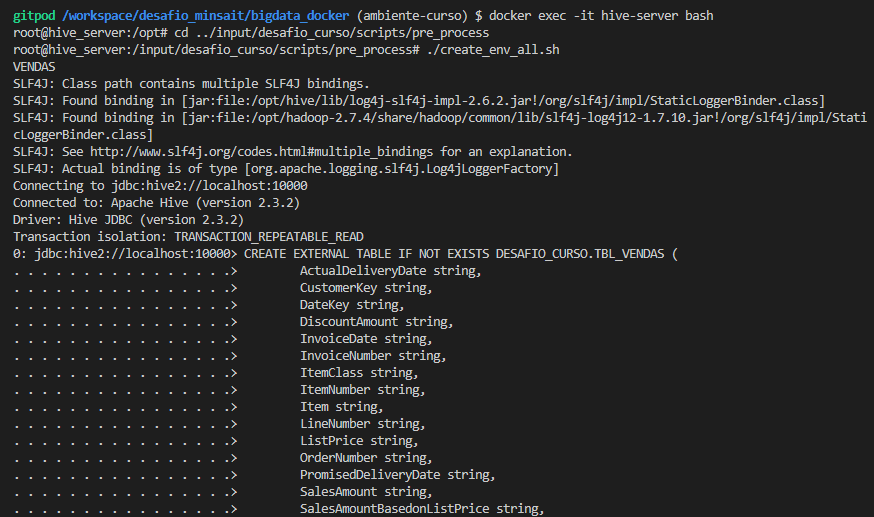 gitpod /workspace/desafio_minsait/bigdata_docker (ambiente-curso) $ docker exec -it hive-server bash
root@hive_server:/opt# cd ../input/desafio_curso/scripts/pre_process
root@hive_server:/input/desafio_curso/scripts/pre_process# ./create_env_all.sh
VENDAS
SLF4J: Class path contains multiple SLF4J bindings.
SLF4J: Found binding in [jar:file:/opt/hive/lib/log4j-slf4j-impl-2.6.2.jar!/org/slf4j/impl/StaticLoggerBinder.class]
SLF4J: Found binding in [jar:file:/opt/hadoop-2.7.4/share/hadoop/common/lib/slf4j-log4j12-1.7.10.jar!/org/slf4j/impl/Stati
cLoggerBinder.class]
SLF4J: See http://www.slf4j.org/codes.html#multiple_bindings for an explanation.
SLF4J: Actual binding is of type [org.apache.logging.slf4j.Log4jLoggerFactory]
Connecting to jdbc:hive2://localhost:10000
Connected to: Apache Hive (version 2.3.2)
Driver: Hive JDBC (version 2.3.2)
Transaction isolation: TRANSACTION_REPEATABLE_READ
0: jdbc:hive2://localhost:10000> CREATE EXTERNAL TABLE IF NOT EXISTS DESAFIO_CURSO.TBL_VENDAS (
. . . . . . . . . . . . . . . .>         ActualDeliveryDate string,
. . . . . . . . . . . . . . . .>         CustomerKey string,
. . . . . . . . . . . . . . . .>         DateKey string,
. . . . . . . . . . . . . . . .>         DiscountAmount string,
. . . . . . . . . . . . . . . .>         InvoiceDate string,
. . . . . . . . . . . . . . . .>         InvoiceNumber string,
. . . . . . . . . . . . . . . .>         ItemClass string,
. . . . . . . . . . . . . . . .>         ItemNumber string,
. . . . . . . . . . . . . . . .>         Item string,
. . . . . . . . . . . . . . . .>         LineNumber string,
. . . . . . . . . . . . . . . .>         ListPrice string,
. . . . . . . . . . . . . . . .>         OrderNumber string,
. . . . . . . . . . . . . . . .>         PromisedDeliveryDate string,
. . . . . . . . . . . . . . . .>         SalesAmount string,
. . . . . . . . . . . . . . . .>         SalesAmountBasedonListPrice string,